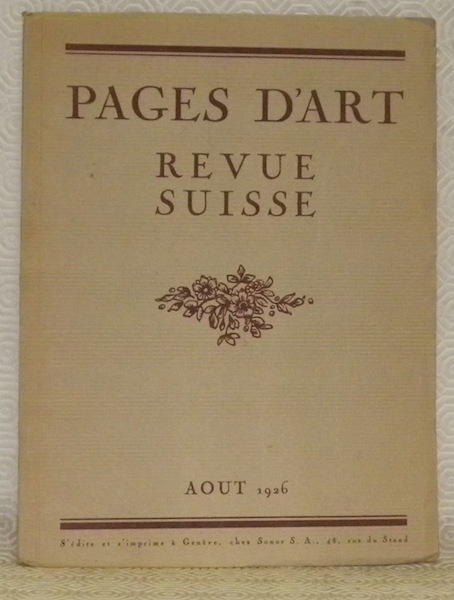 PAGES D'ART
REVUE
SUISSE
AOUT 1926
S'édite et s'imprime à Genève, chez Sonor S. A., 48, rue du Stand